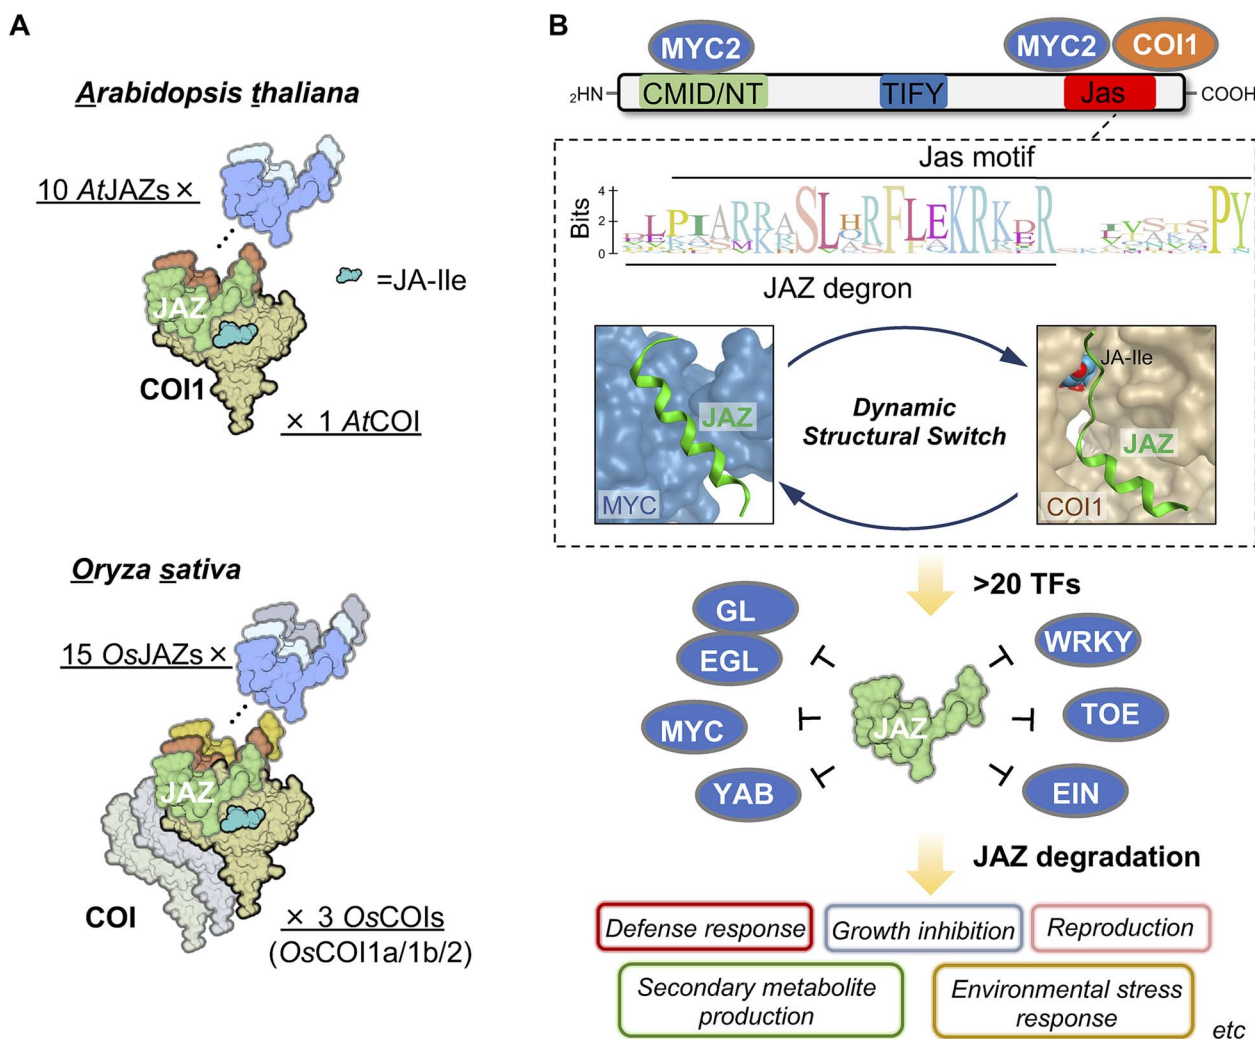 A
Arabidopsis thaliana
10 AtJAZs ×
=JA-Ile
JAZ
COI1
× 1 AtCOI
Oryza sativa
15 OsJAZs ×
JAZ
COI
× 3 OsCOIs
(OsCOI1a/1b/2)
B
MYC2
MYC2
COI1
2HN
CMID/NT
TIFY
Jas
COOH
Jas motif
Bits
4
2
0
JAZ degron
JAZ
MYC
Dynamic
Structural Switch
JA-Ile
JAZ
COI1
>20 TFs
GL
EGL
MYC
YAB
JAZ
WRKY
TOE
EIN
JAZ degradation
Defense response
Growth inhibition
Reproduction
Secondary metabolite
production
Environmental stress
response
etc